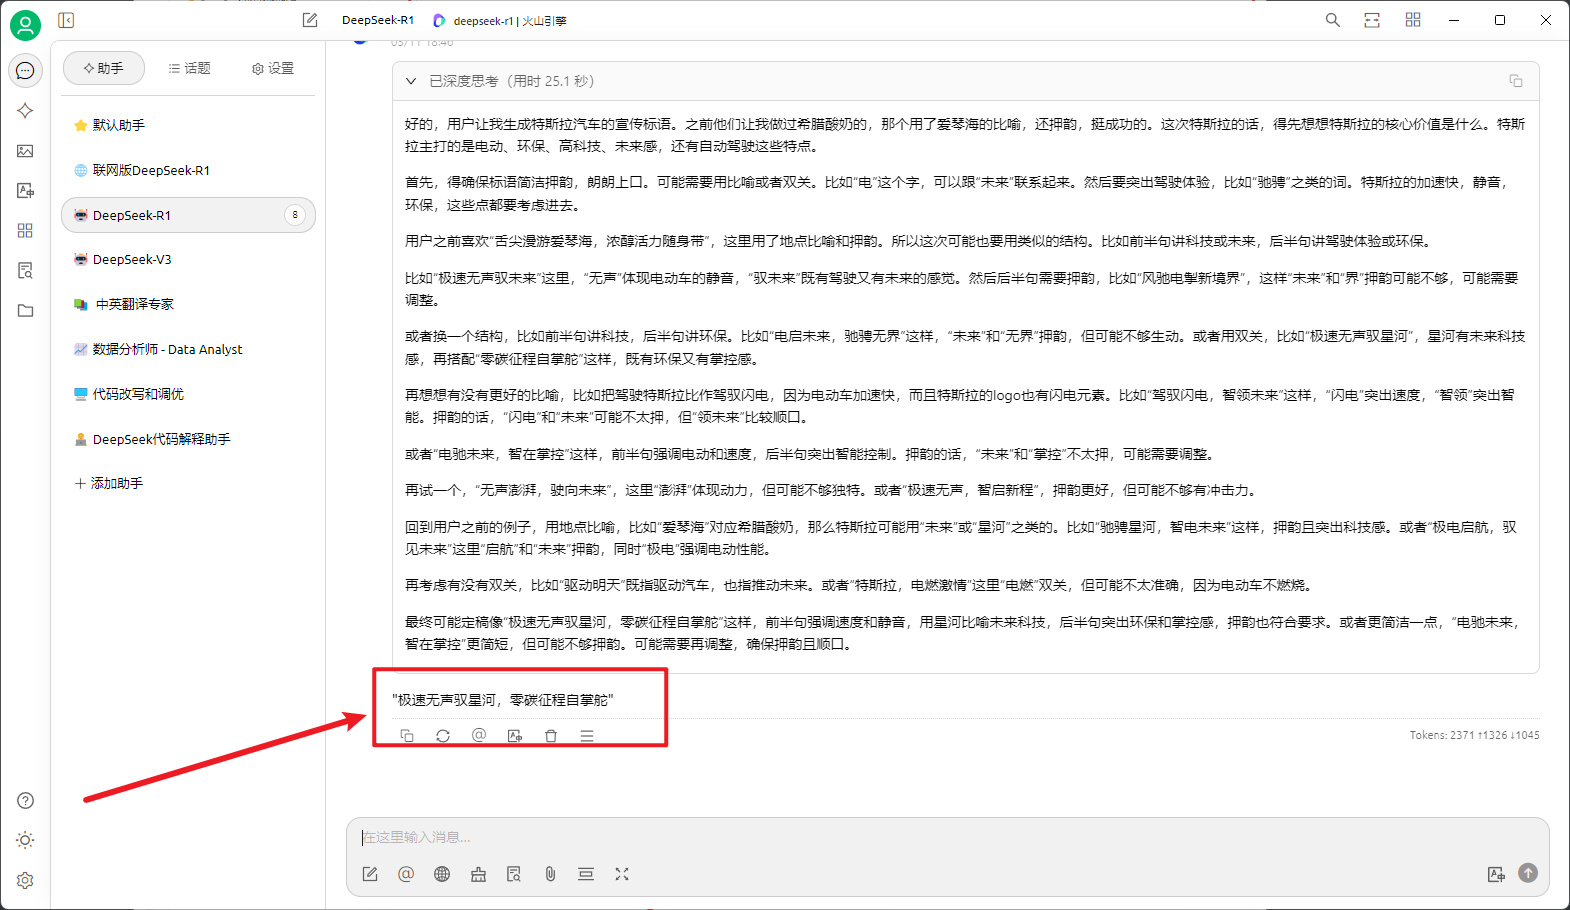 DeepSeek-R1
deepseek-r1 | 火山引擎
助手
话题
设置
默认助手
联网版DeepSeek-R1
DeepSeek-R1
8
DeepSeek-V3
中英翻译专家
数据分析师 - Data Analyst
代码改写和调优
DeepSeek代码解释助手
添加助手
03/11 18:46
已深度思考（用时 25.1 秒）
好的，用户让我生成特斯拉汽车的宣传标语。之前他们让我做过希腊酸奶的，那个用了爱琴海的比喻，还押韵，挺成功的。这次特斯拉的话，得先想想特斯拉的核心价值是什么。特斯
拉主打的是电动、环保、高科技、未来感，还有自动驾驶这些特点。
首先，得确保标语简洁押韵，朗朗上口。可能需要用比喻或者双关。比如“电”这个字，可以跟“未来”联系起来。然后要突出驾驶体验，比如“驰骋”之类的词。特斯拉的加速快，静音，
环保，这些点都要考虑进去。
用户之前喜欢“舌尖漫游爱琴海，浓醇活力随身带”，这里用了地点比喻和押韵。所以这次可能也要用类似的结构。比如前半句讲科技或未来，后半句讲驾驶体验或环保。
比如“极速无声驭未来”这里，“无声”体现电动车的静音，“驭未来”既有驾驶又有未来的感觉。然后后半句需要押韵，比如“风驰电掣新境界”，这样“未来”和“界”押韵可能不够，可能需要
调整。
或者换一个结构，比如前半句讲科技，后半句讲环保。比如“电启未来，驰骋无界”这样，“未来”和“无界”押韵，但可能不够生动。或者用双关，比如“极速无声驭星河”，星河有未来科技
感，再搭配“零碳征程自掌舵”这样，既有环保又有掌控感。
再想想有没有更好的比喻，比如把驾驶特斯拉比作驾驭闪电，因为电动车加速快，而且特斯拉的logo也有闪电元素。比如“驾驭闪电，智领未来”这样，“闪电”突出速度，“智领”突出智
能。押韵的话，“闪电”和“未来”可能不太押，但“领未来”比较顺口。
或者“电驰未来，智在掌控”这样，前半句强调电动和速度，后半句突出智能控制。押韵的话，“未来”和“掌控”不太押，可能需要调整。
再试一个，“无声澎湃，驶向未来”，这里“澎湃”体现动力，但可能不够独特。或者“极速无声，智启新程”，押韵更好，但可能不够有冲击力。
回到用户之前的例子，用地点比喻，比如“爱琴海”对应希腊酸奶，那么特斯拉可能用“未来”或“星河”之类的。比如“驰骋星河，智电未来”这样，押韵且突出科技感。或者“极电启航，驭
见未来”这里“启航”和“未来”押韵，同时“极电”强调电动性能。
再考虑有没有双关，比如“驱动明天”既指驱动汽车，也指推动未来。或者“特斯拉，电燃激情”这里“电燃”双关，但可能不太准确，因为电动车不燃烧。
最终可能定稿像“极速无声驭星河，零碳征程自掌舵”这样，前半句强调速度和静音，用星河比喻未来科技，后半句突出环保和掌控感，押韵也符合要求。或者更简洁一点，“电驰未来，
智在掌控”更简短，但可能不够押韵。可能需要再调整，确保押韵且顺口。
"极速无声驭星河，零碳征程自掌舵"
Tokens: 2371 ↑1326 ↓1045
在这里输入消息...